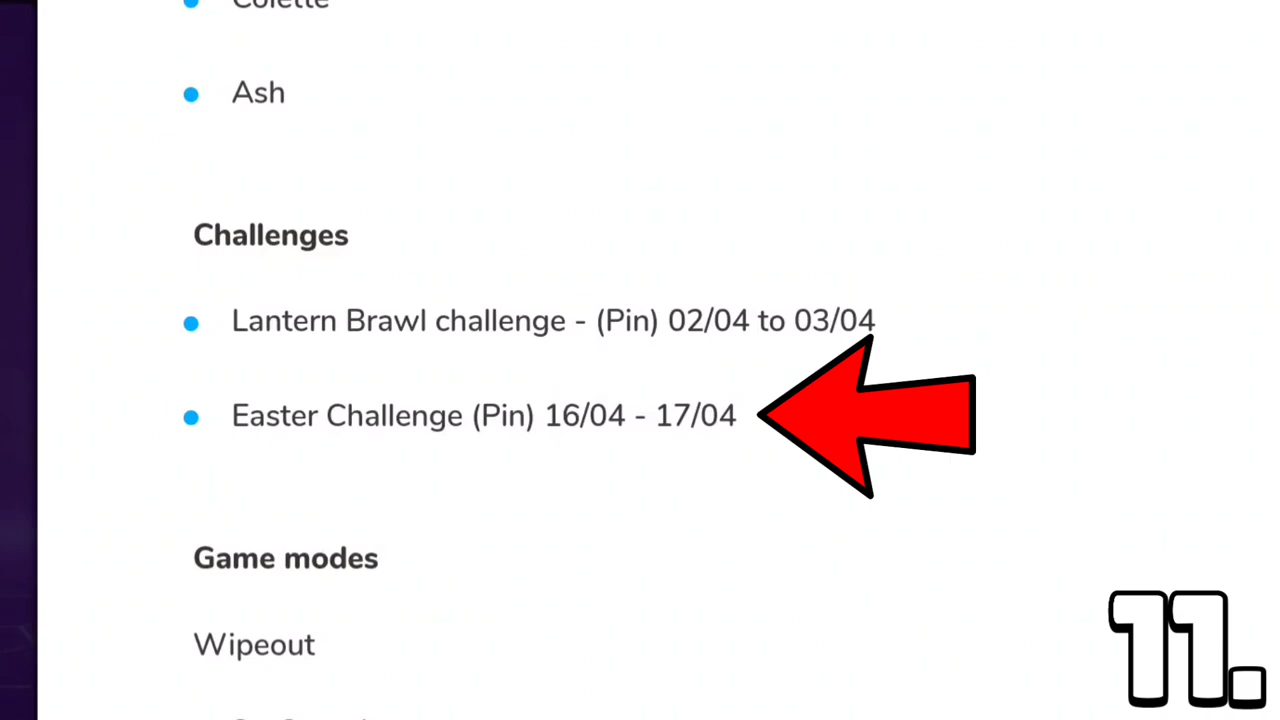 Colette
Ash
Challenges
Lantern Brawl challenge - (Pin) 02/04 to 03/04
Easter Challenge (Pin) 16/04 - 17/04
Game modes
Wipeout
11.